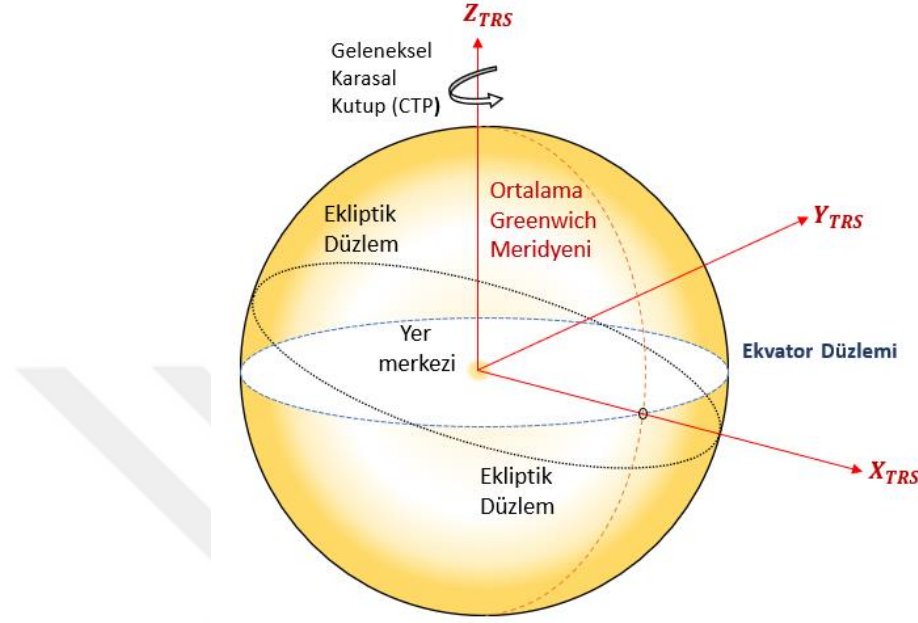 Z_TRS
Geleneksel
Karasal
Kutup (CTP)
Ortalama
Greenwich
Meridyeni
Ekliptik
Düzlem
Y_TRS
Yer
merkezi
Ekvator Düzlemi
Ekliptik
Düzlem
X_TRS